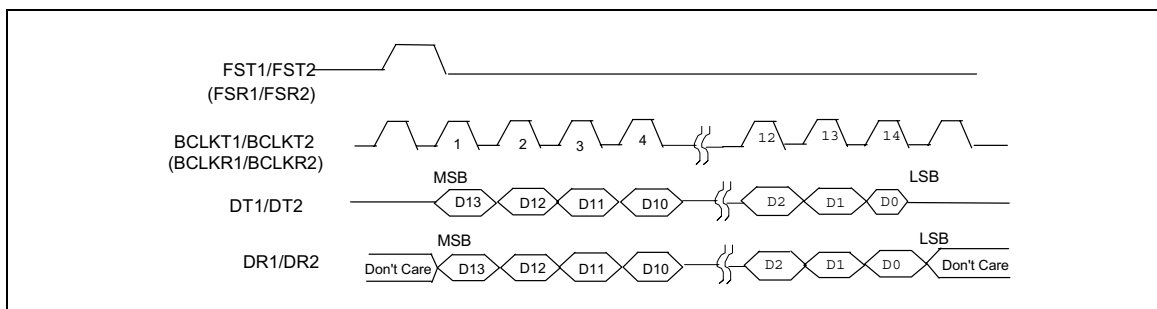 FST1/FST2
(FSR1/FSR2)
BCLKT1/BCLKT2
(BCLKR1/BCLKR2)
1 2 3 4 12 13 14
MSB LSB
DT1/DT2 D13 D12 D11 D10 D2 D1 D0
MSB LSB
DR1/DR2 Don't Care D13 D12 D11 D10 D2 D1 D0 Don't Care